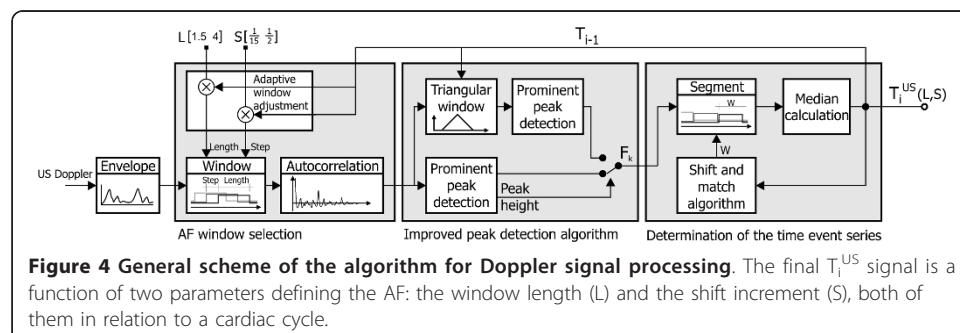 L [1.5 4] S[1/15 1/2]
T_{i-1}
Adaptive
window
adjustment
Length
Step
US Doppler
Envelope
Window
Step Length
Autocorrelation
AF window selection
Triangular
window
Prominent
peak
detection
Prominent
peak
detection
Peak
height
F_k
Improved peak detection algorithm
Segment
W
Median
calculation
W
Shift and
match
algorithm
T_i^{US}(L,S)
Determination of the time event series
Figure 4 General scheme of the algorithm for Doppler signal processing. The final T_i^{US} signal is a
function of two parameters defining the AF: the window length (L) and the shift increment (S), both of
them in relation to a cardiac cycle.